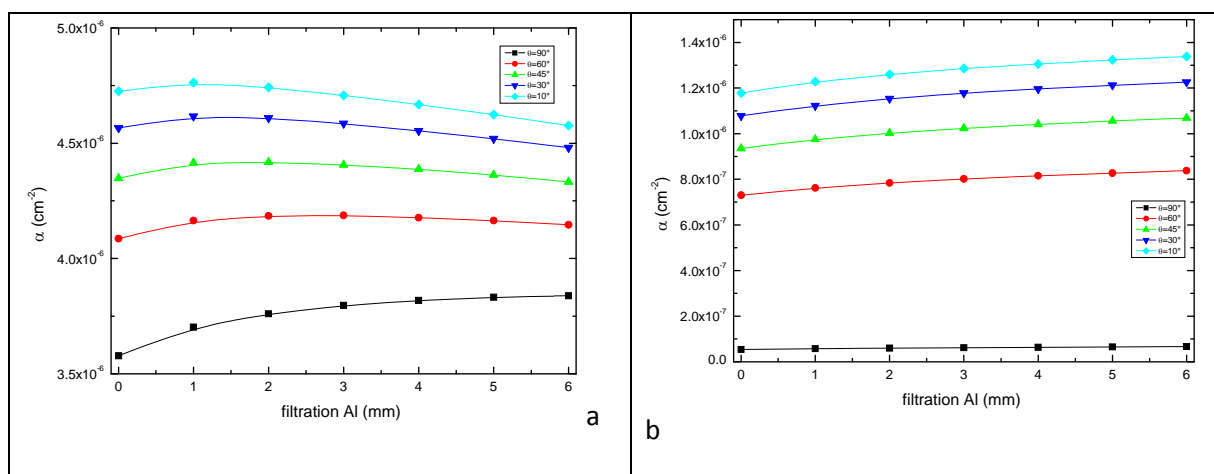 5.0x10⁻⁶
θ=90°
θ=60°
θ=45°
θ=30°
θ=10°
4.5x10⁻⁶
α (cm⁻²)
4.0x10⁻⁶
3.5x10⁻⁶
0 1 2 3 4 5 6
filtration Al (mm)
a
1.4x10⁻⁶
1.2x10⁻⁶
1.0x10⁻⁶
8.0x10⁻⁷
α (cm⁻²)
6.0x10⁻⁷
θ=90°
θ=60°
θ=45°
θ=30°
θ=10°
4.0x10⁻⁷
2.0x10⁻⁷
0.0
0 1 2 3 4 5 6
filtration Al (mm)
b